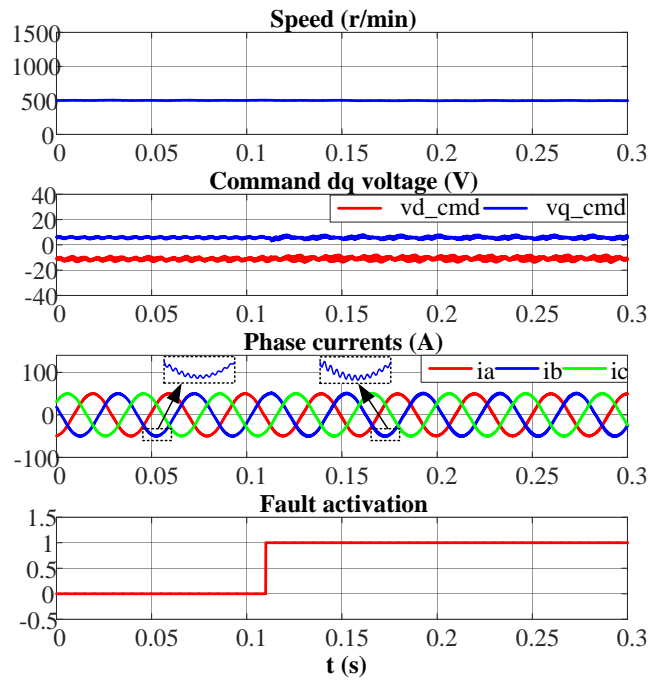 Speed (r/min)
1500
1000
500
0
0 0.05 0.1 0.15 0.2 0.25 0.3
Command dq voltage (V)
40
20
0
-20
-40
vd_cmd vq_cmd
0 0.05 0.1 0.15 0.2 0.25 0.3
Phase currents (A)
100
0
-100
ia ib ic
0 0.05 0.1 0.15 0.2 0.25 0.3
Fault activation
1.5
1
0.5
0
-0.5
0 0.05 0.1 0.15 0.2 0.25 0.3
t (s)